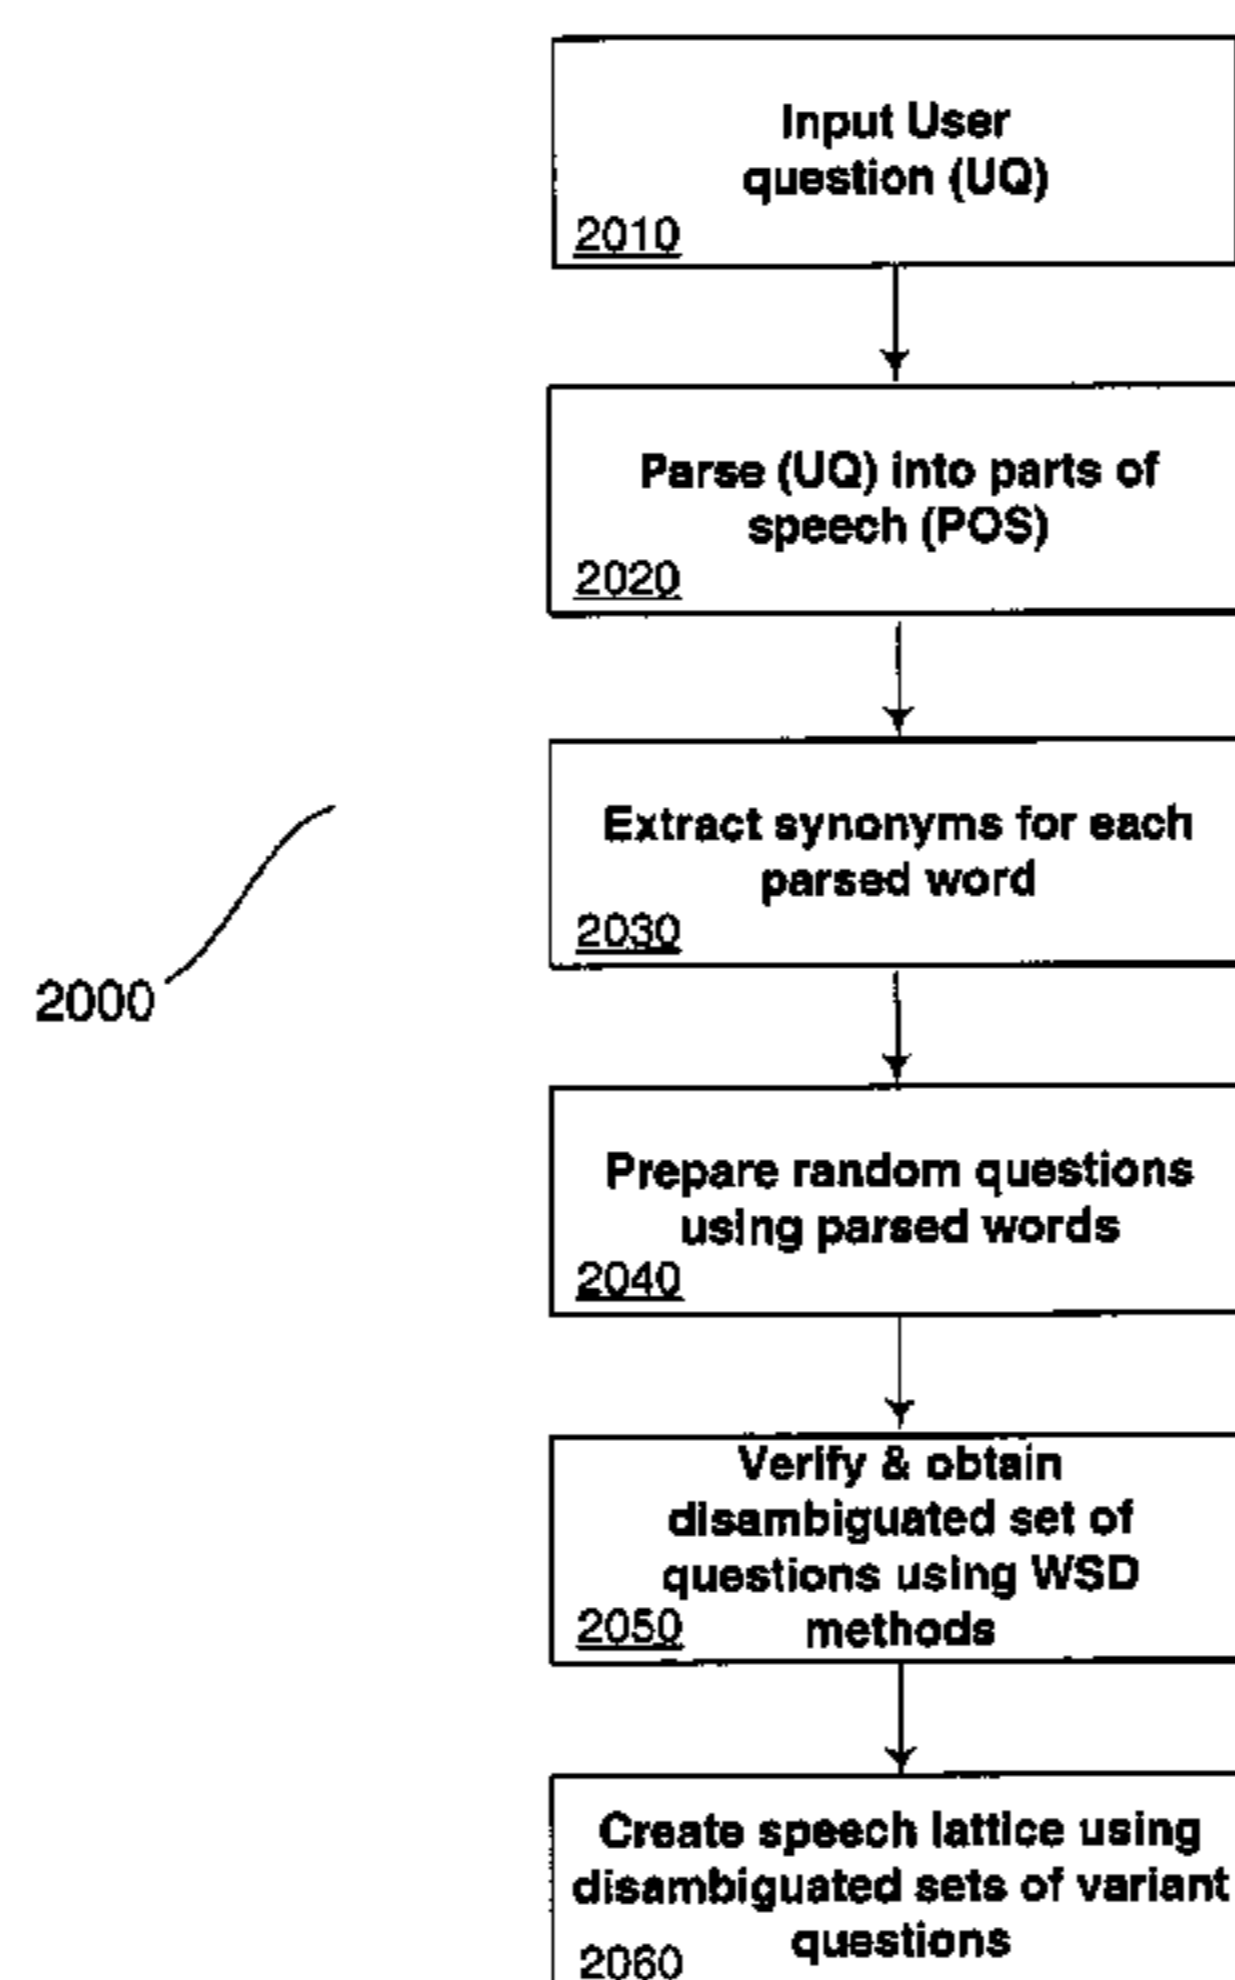 Input User
question (UQ)
2010
Parse (UQ) into parts of
speech (POS)
2020
Extract synonyms for each
parsed word
2030
2000
Prepare random questions
using parsed words
2040
Verify & obtain
disambiguated set of
questions using WSD
methods
2050
Create speech lattice using
disambiguated sets of variant
questions
2060